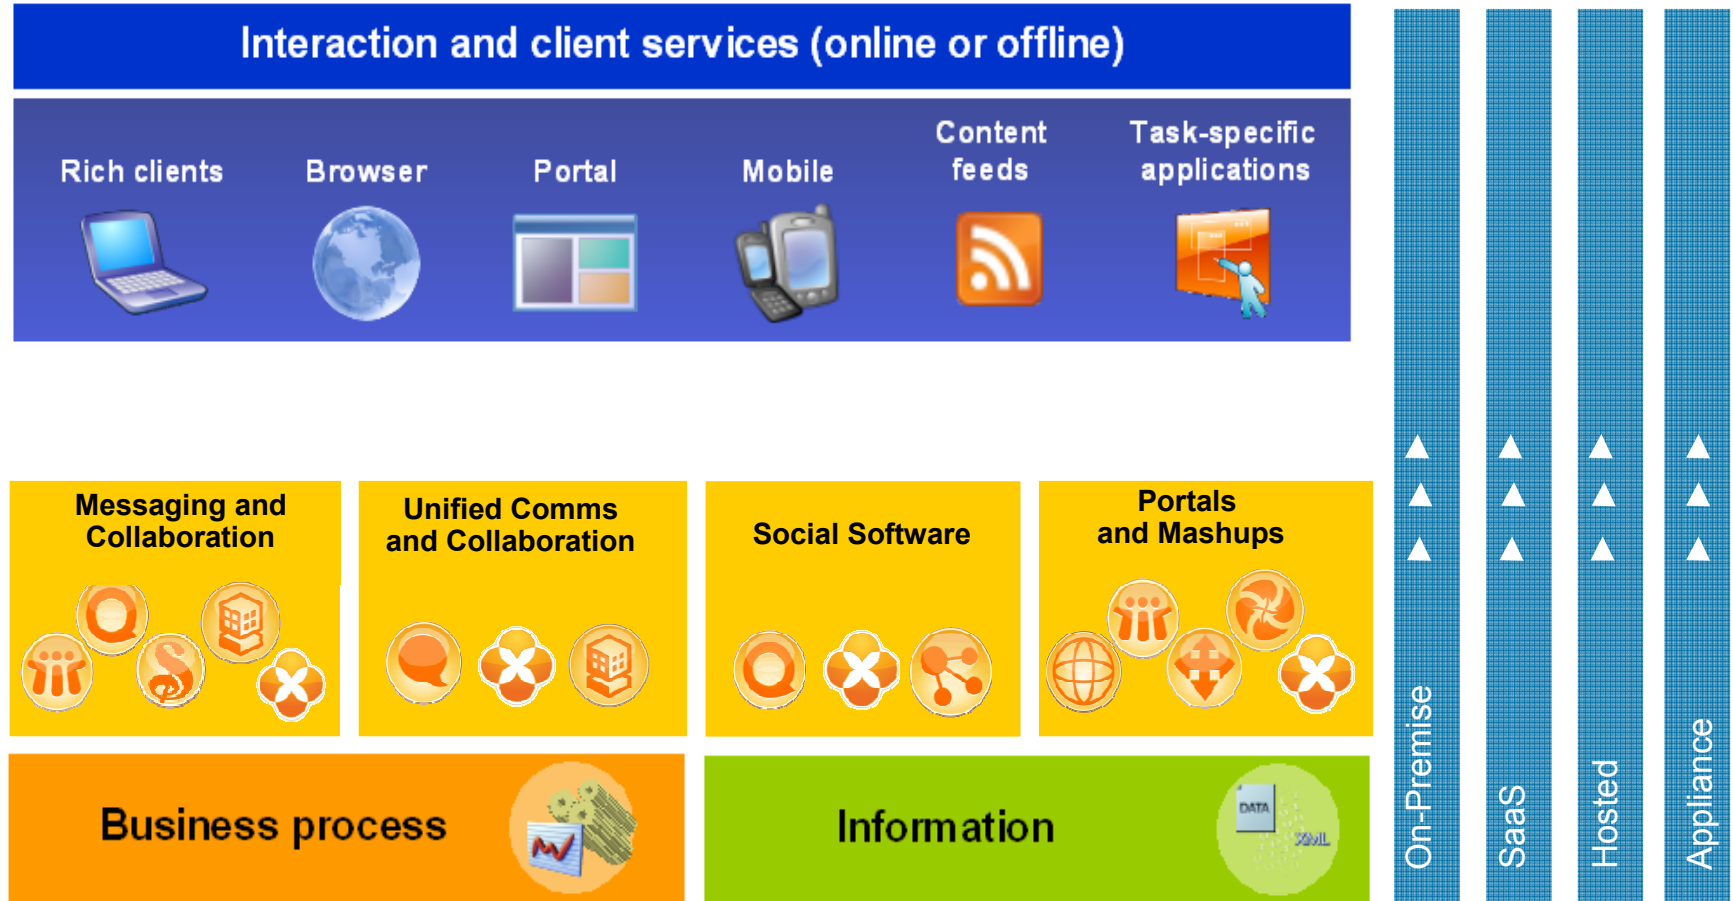 Interaction and client services (online or offline)
Rich clients
Browser
Portal
Mobile
Content
feeds
Task-specific
applications
Messaging and
Collaboration
Unified Comms
and Collaboration
Social Software
Portals
and Mashups
Business process
Information
DATA
XML
On-Premise
SaaS
Hosted
Appliance